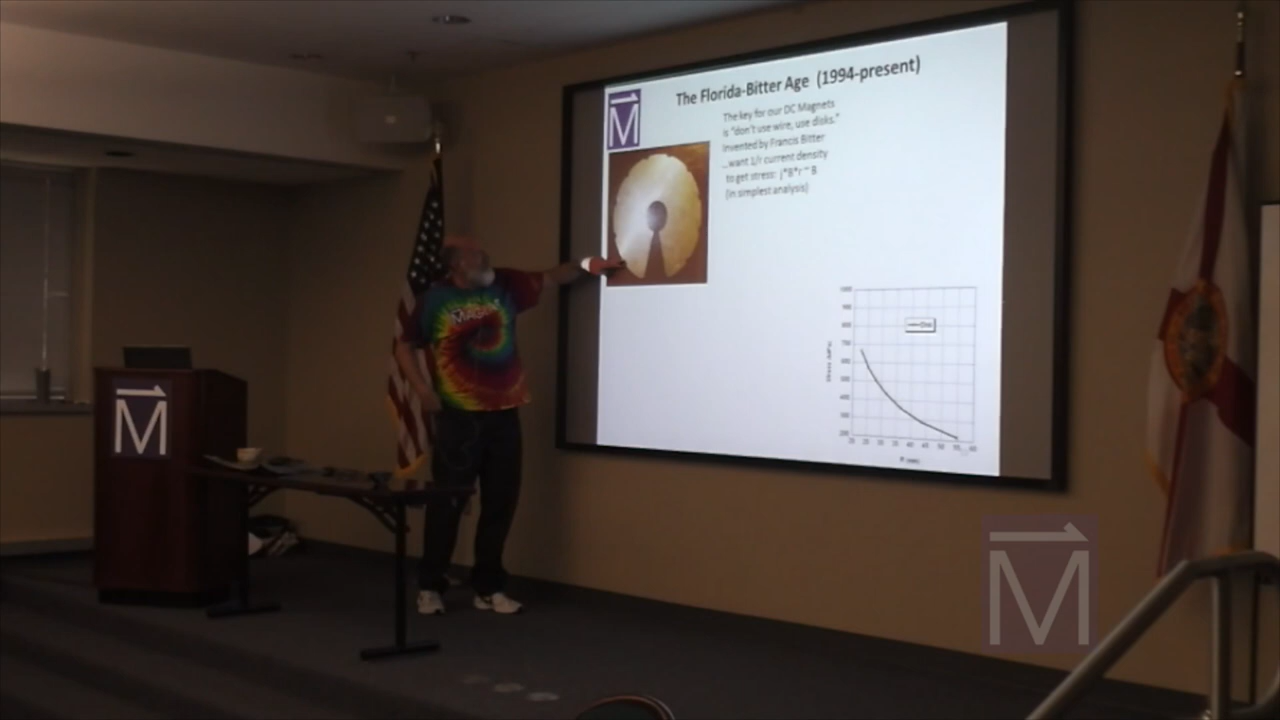 The Florida-Bitter Age (1994-present)
The key for our DC Magnets
is "don't use wire, use disks."
Invented by Francis Bitter
...want 1/r current density
to get stress: j*B*r ~ B
(in simplest analysis)
M
M
M